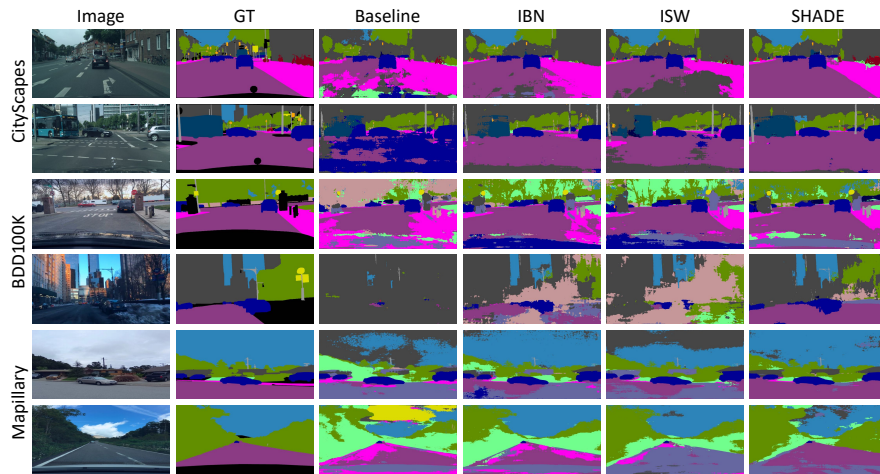 Image GT Baseline IBN ISW SHADE
CityScapes
BDD100K
Mapillary